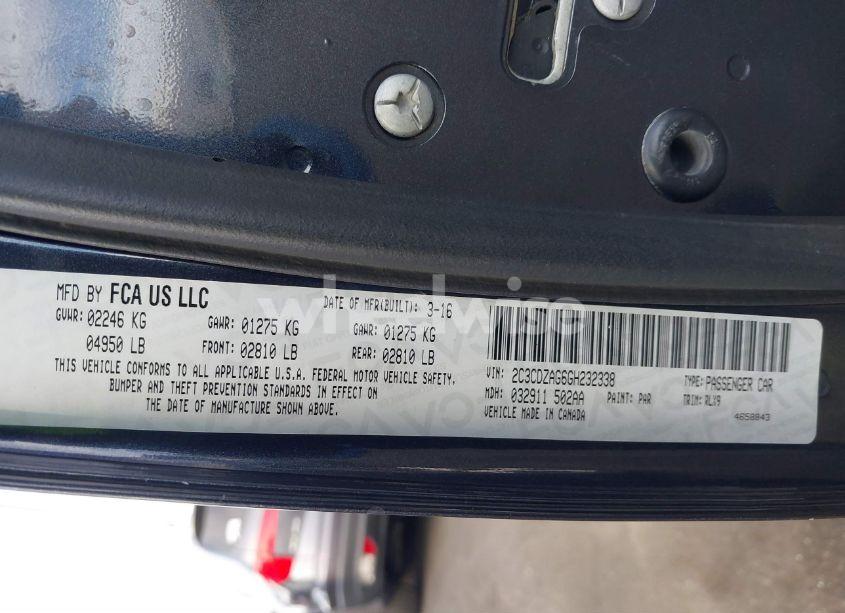 MFD BY FCA US LLC DATE OF MFR(BUILT): 3-16
GVWR: 02246 KG GAWR: 01275 KG GAWR: 01275 KG
04950 LB FRONT: 02810 LB REAR: 02810 LB
THIS VEHICLE CONFORMS TO ALL APPLICABLE U.S.A. FEDERAL MOTOR VEHICLE SAFETY,
BUMPER AND THEFT PREVENTION STANDARDS IN EFFECT ON
THE DATE OF MANUFACTURE SHOWN ABOVE.
VIN: 2C3CDZAG6GH232338 TYPE: PASSENGER CAR
MDH: 032911 502AA PAINT: PAR TRIM: RLX9
VEHICLE MADE IN CANADA 4658843
wheelwise